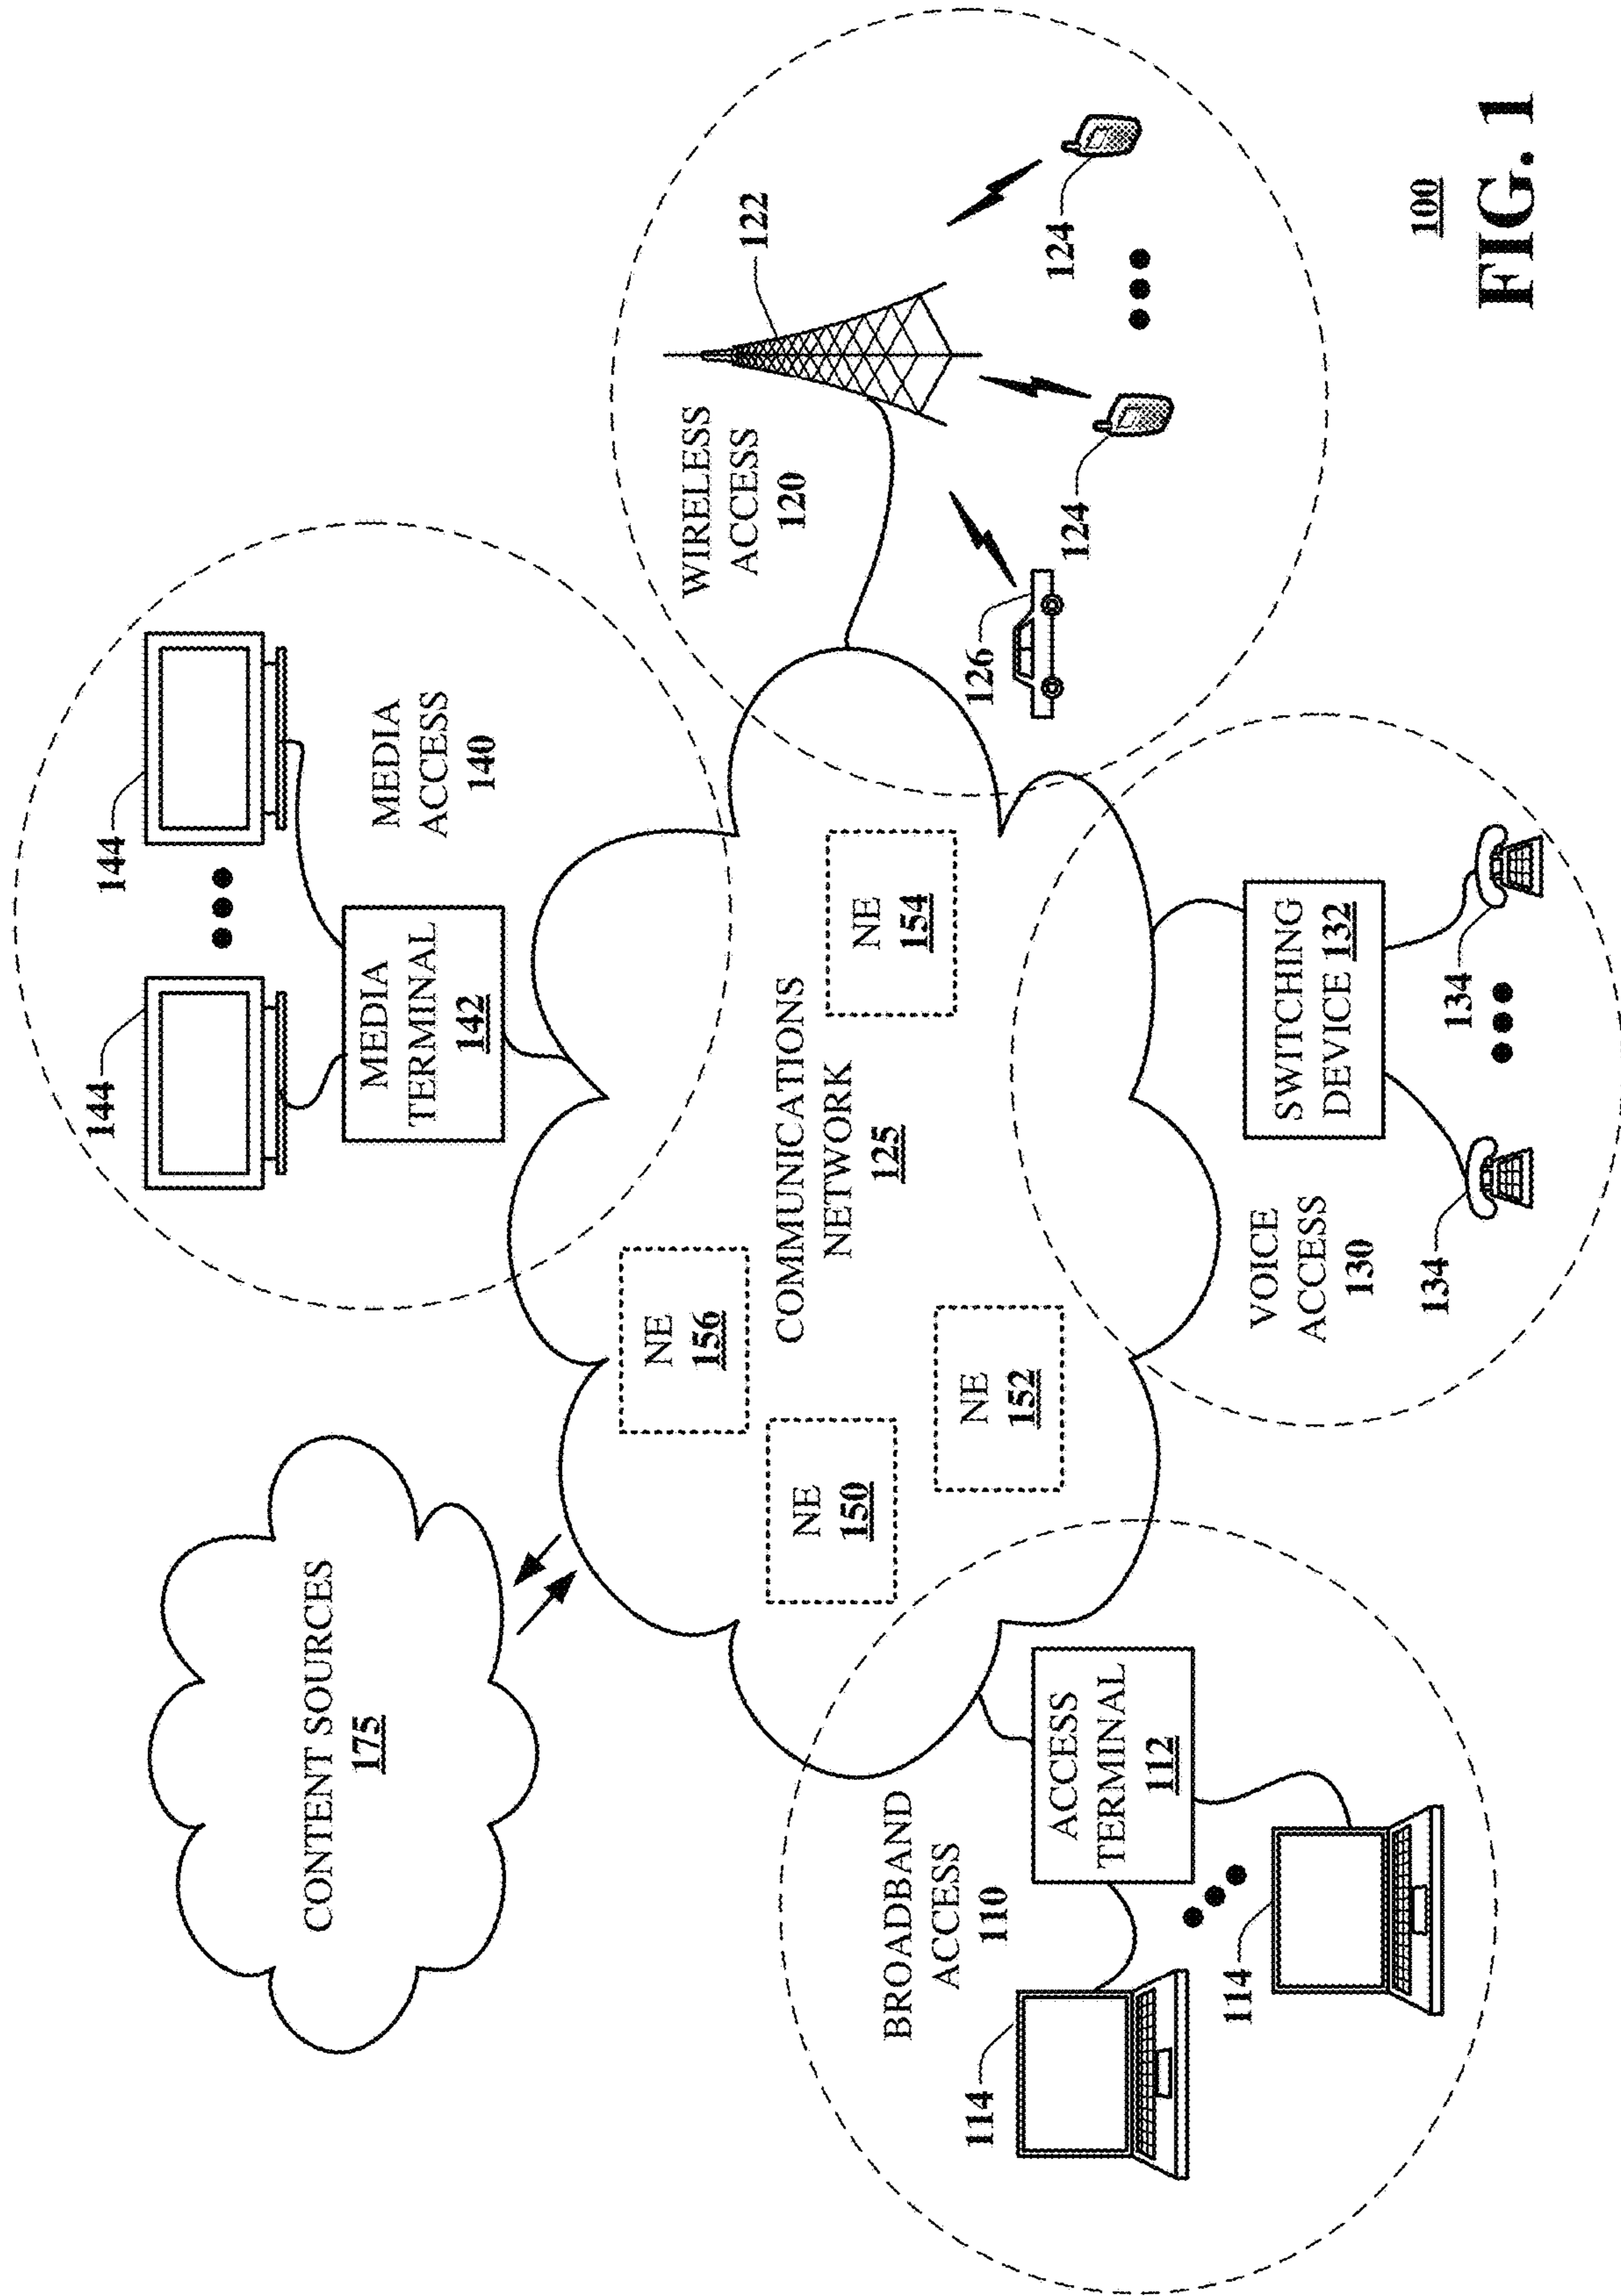 CONTENT SOURCES
175
144
144
MEDIA
TERMINAL
142
MEDIA
ACCESS
140
WIRELESS
ACCESS
120
122
124
124
126
NE
156
NE
150
NE
152
NE
154
COMMUNICATIONS
NETWORK
125
BROADBAND
ACCESS
110
ACCESS
TERMINAL
112
114
114
VOICE
ACCESS
130
SWITCHING
DEVICE 132
134
134
100
FIG. 1